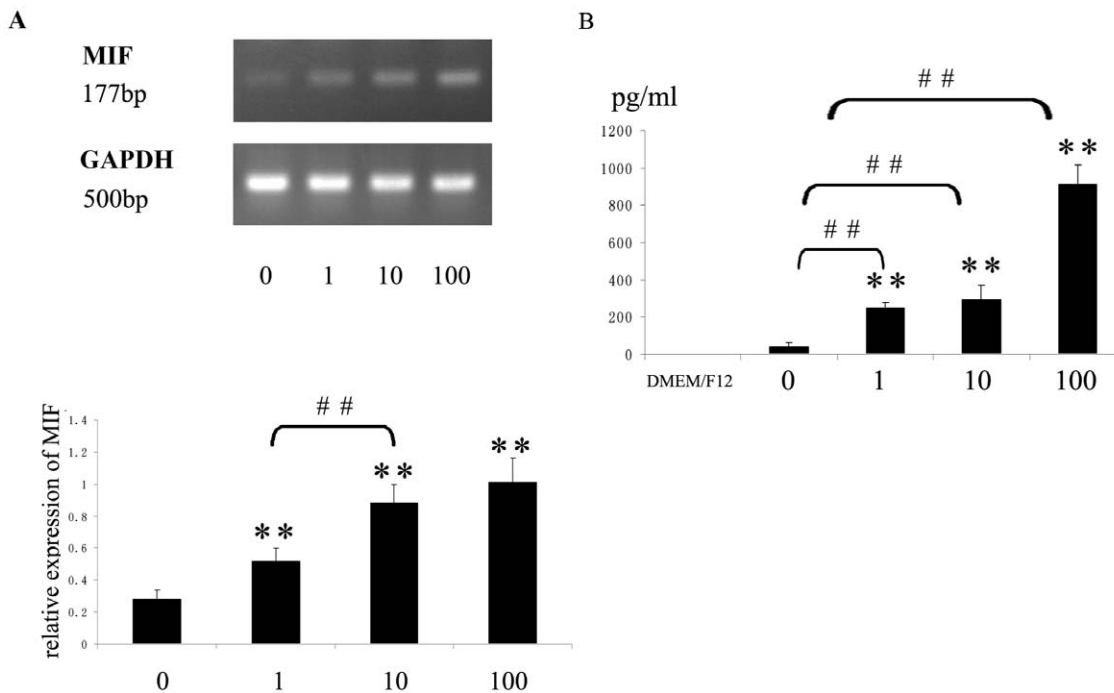 A
MIF
177bp
GAPDH
500bp
0 1 10 100
relative expression of MIF
1.4
1.2
1
0.8
0.6
0.4
0.2
0
# #
* *
* *
* *
0 1 10 100
B
pg/ml
1200
1000
800
600
400
200
0
# #
# #
# #
* *
* *
* *
DMEM/F12 0 1 10 100